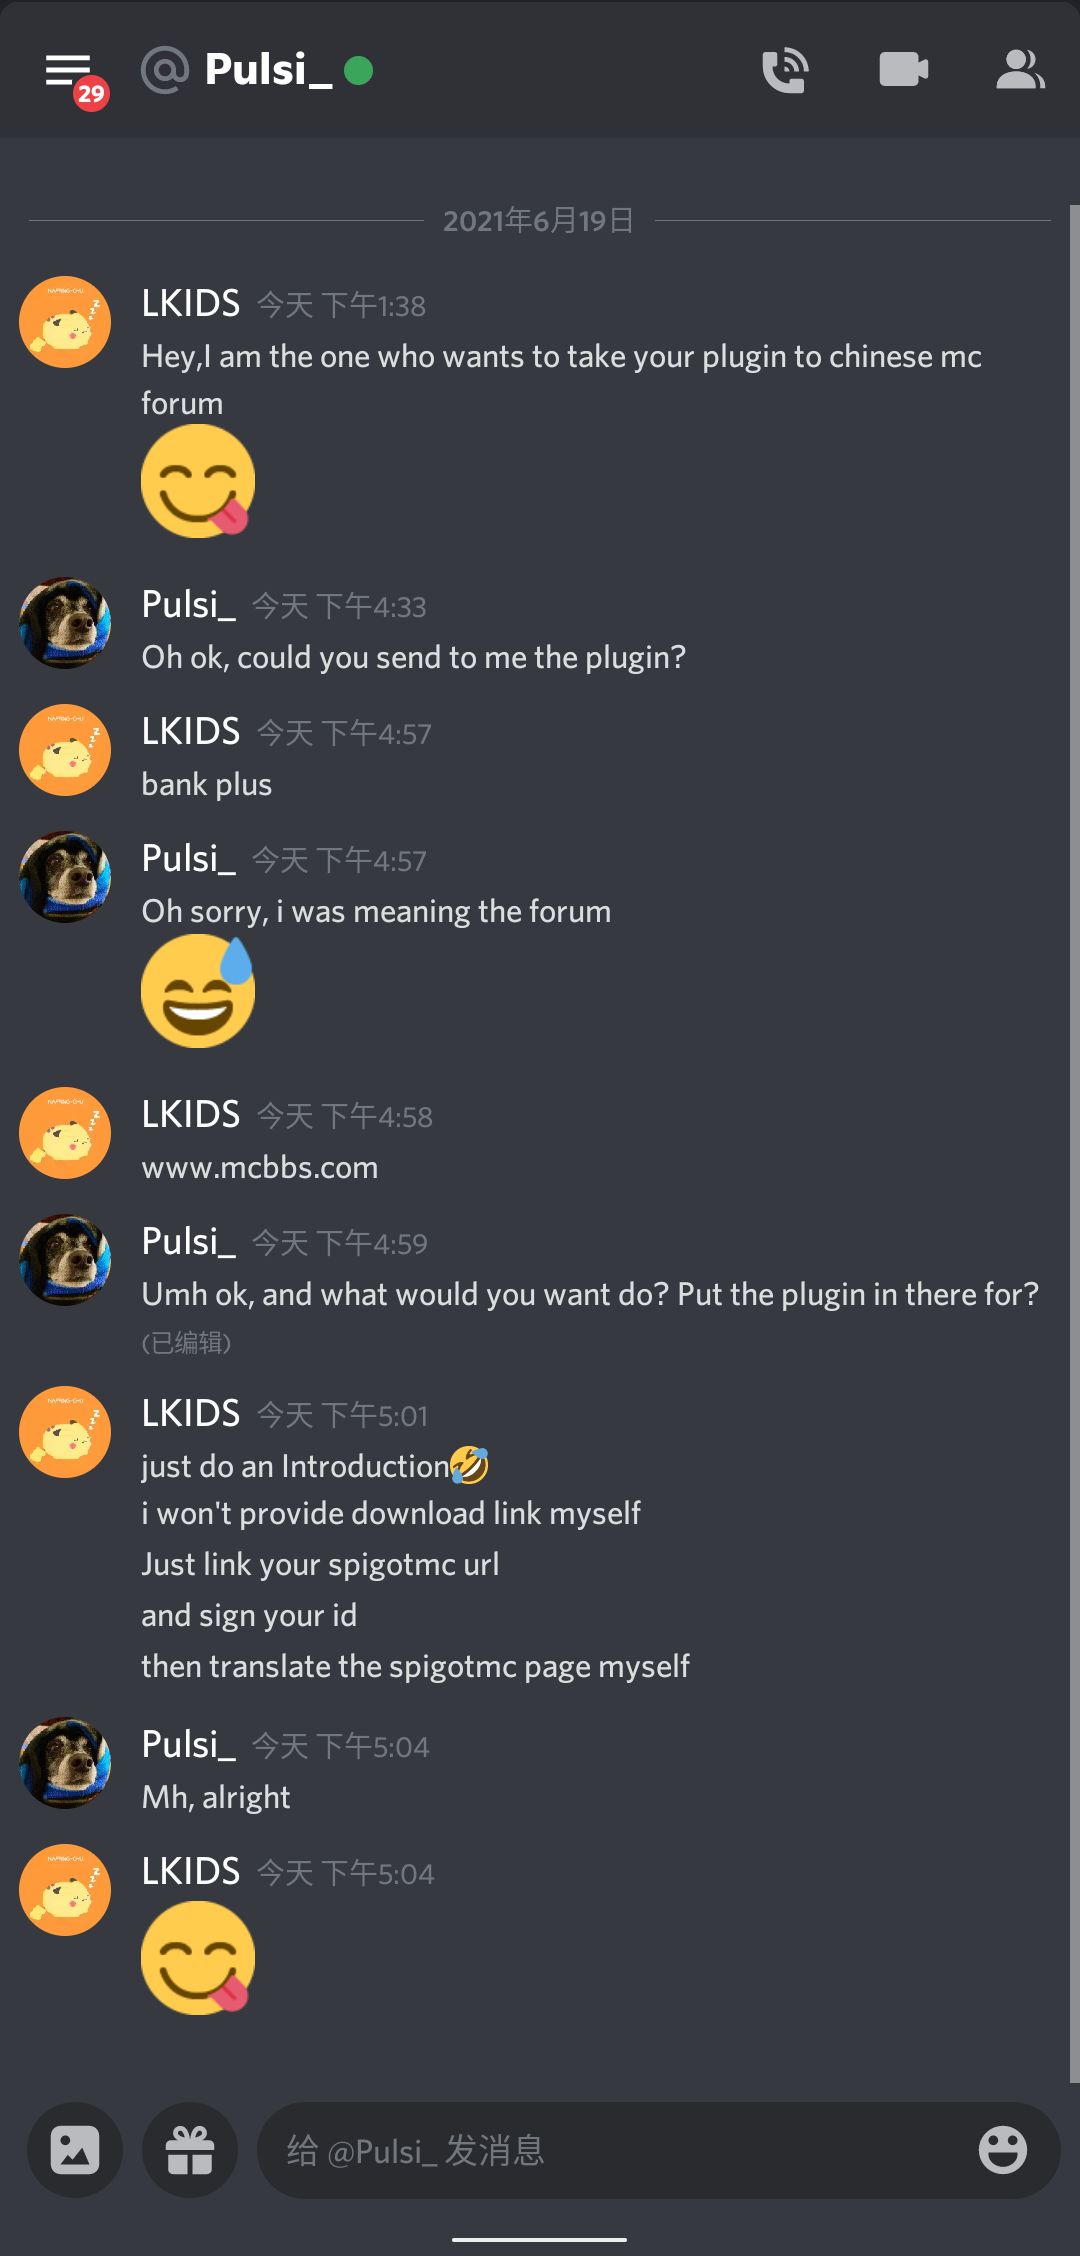 29
@ Pulsi_
2021年6月19日
LKIDS 今天 下午1:38
Hey,I am the one who wants to take your plugin to chinese mc
forum
Pulsi_ 今天 下午4:33
Oh ok, could you send to me the plugin?
LKIDS 今天 下午4:57
bank plus
Pulsi_ 今天 下午4:57
Oh sorry, i was meaning the forum
LKIDS 今天 下午4:58
www.mcbbs.com
Pulsi_ 今天 下午4:59
Umh ok, and what would you want do? Put the plugin in there for?
(已编辑)
LKIDS 今天 下午5:01
just do an Introduction🤣
i won't provide download link myself
Just link your spigotmc url
and sign your id
then translate the spigotmc page myself
Pulsi_ 今天 下午5:04
Mh, alright
LKIDS 今天 下午5:04
给 @Pulsi_ 发消息